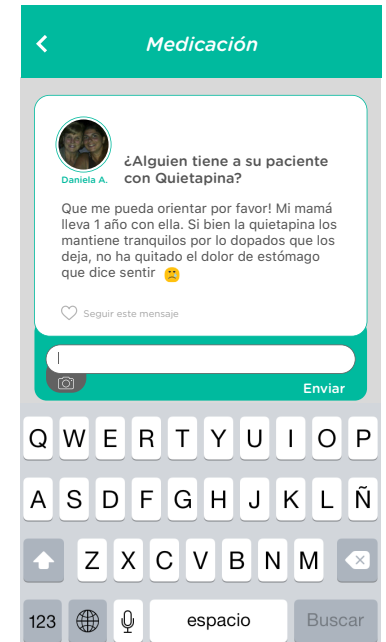 Medicación
¿Alguien tiene a su paciente
con Quietapina?
Daniela A.
Que me pueda orientar por favor! Mi mamá
lleva 1 año con ella. Si bien la quietapina los
mantiene tranquilos por lo dopados que los
deja, no ha quitado el dolor de estómago
que dice sentir 🙁
Seguir este mensaje
Enviar
Q W E R T Y U I O P
A S D F G H J K L Ñ
Z X C V B N M
123 espacio Buscar